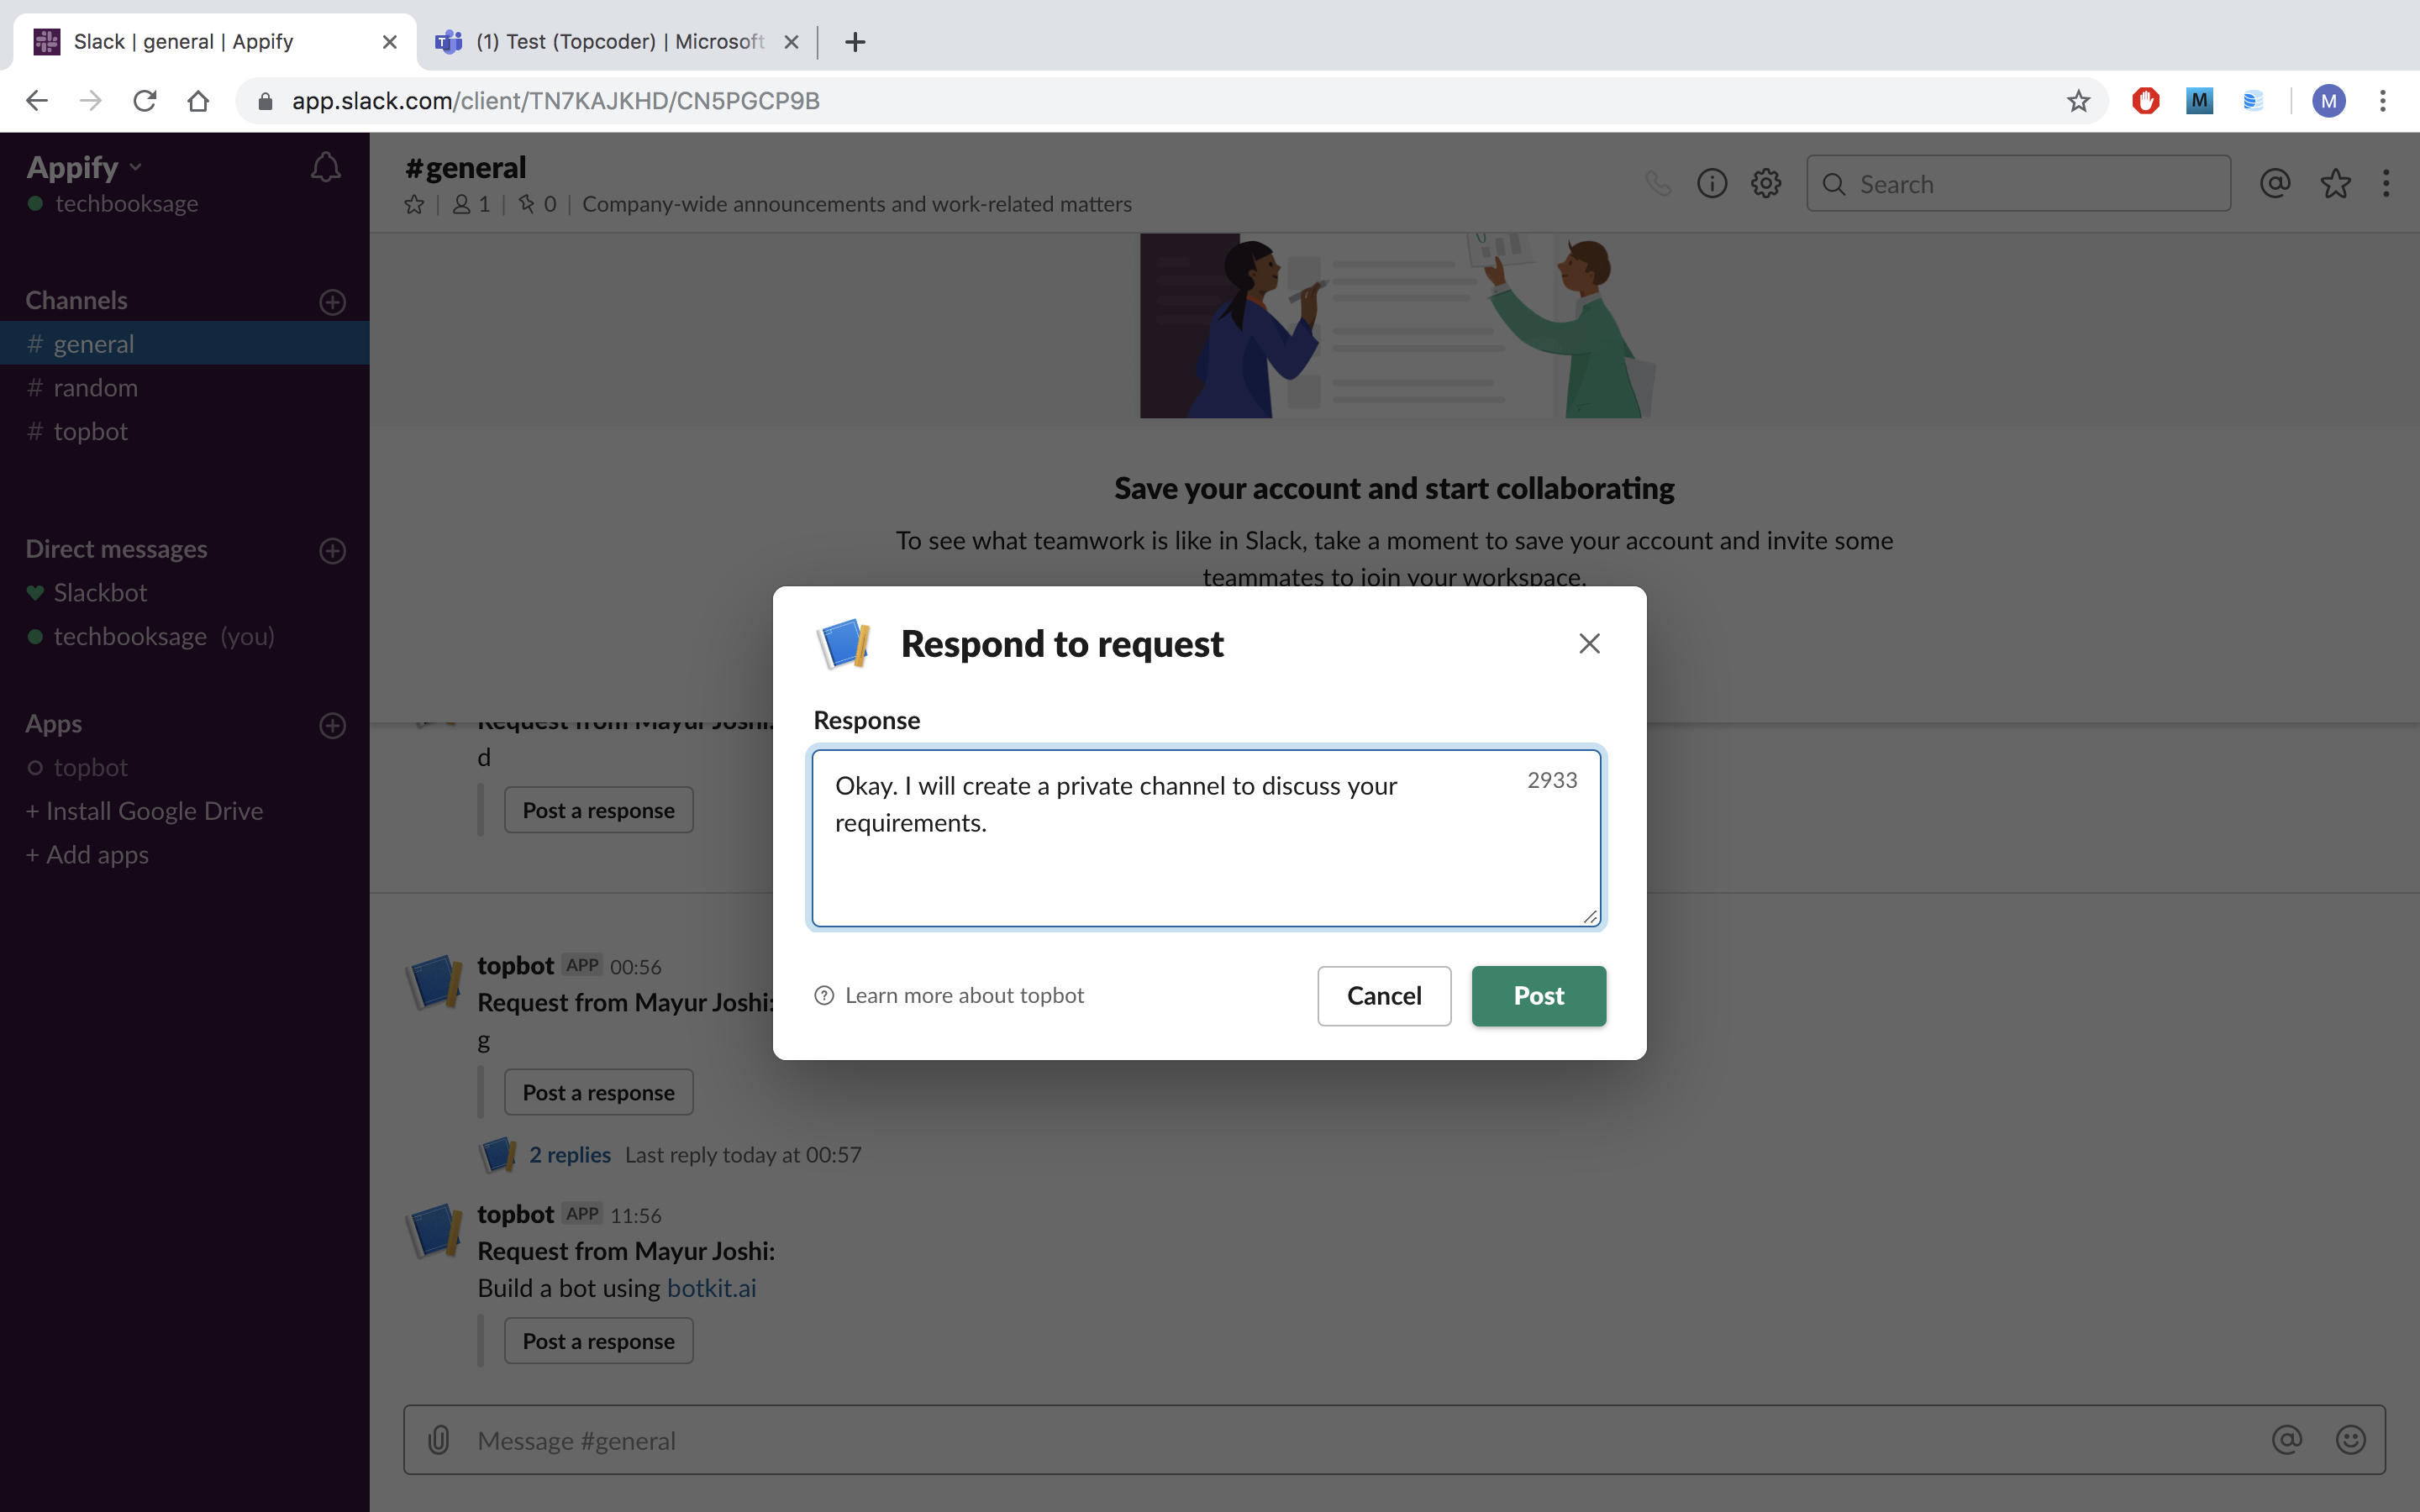 Slack | general | Appify
(1) Test (Topcoder) | Microsoft
app.slack.com/client/TN7KAJKHD/CN5PGCP9B
M
M
Appify
techbooksage
Channels
# general
# random
# topbot
Direct messages
Slackbot
techbooksage (you)
Apps
topbot
+ Install Google Drive
+ Add apps
#general
1 | 0 | Company-wide announcements and work-related matters
Search
Save your account and start collaborating
To see what teamwork is like in Slack, take a moment to save your account and invite some
teammates to join your workspace.
Request from Mayur Joshi:
d
Post a response
topbot APP 00:56
Request from Mayur Joshi:
g
Post a response
2 replies Last reply today at 00:57
topbot APP 11:56
Request from Mayur Joshi:
Build a bot using botkit.ai
Post a response
Message #general
Respond to request
Response
Okay. I will create a private channel to discuss your
requirements.
2933
Learn more about topbot
Cancel
Post